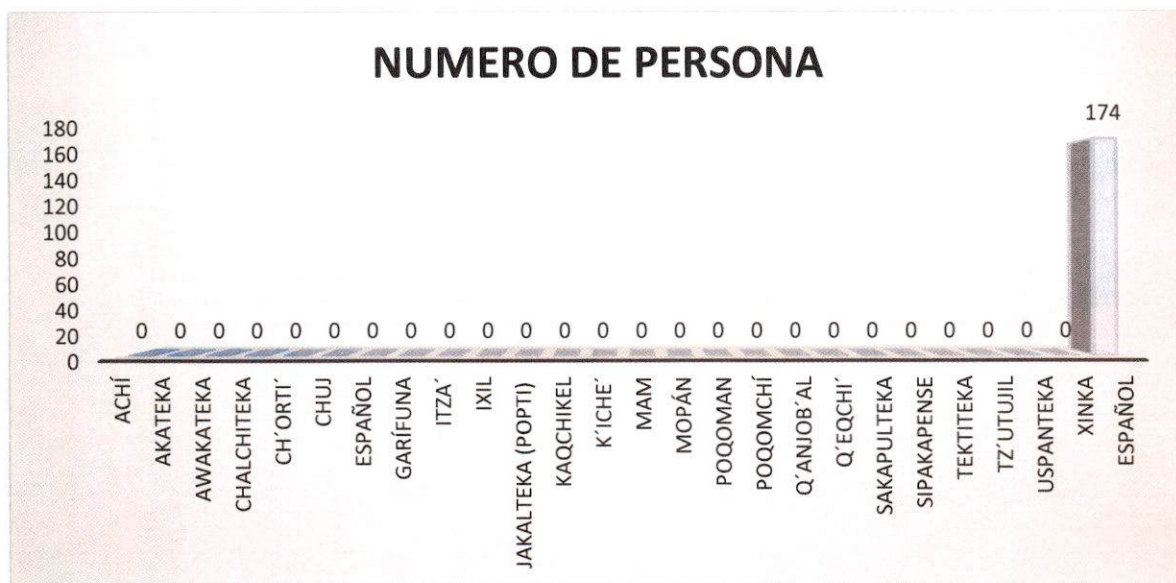 NUMERO DE PERSONA
174
180
160
140
120
100
80
60
40
20
0
0 0 0 0 0 0 0 0 0 0 0 0 0 0 0 0 0 0 0 0 0 0 0 0 0
ACHÍ
AKATEKA
AWAKATEKA
CHALCHITEKA
CH´ORTI´
CHUJ
ESPAÑOL
GARÍFUNA
ITZA´
IXIL
JAKALTEKA (POPTI)
KAQCHIKEL
K´ICHE´
MAM
MOPÁN
POQOMAN
POQOMCHÍ
Q´ANJOB´AL
Q´EQCHI´
SAKAPULTEKA
SIPAKAPENSE
TEKTITEKA
TZ´UTUJIL
USPANTEKA
XINKA
ESPAÑOL